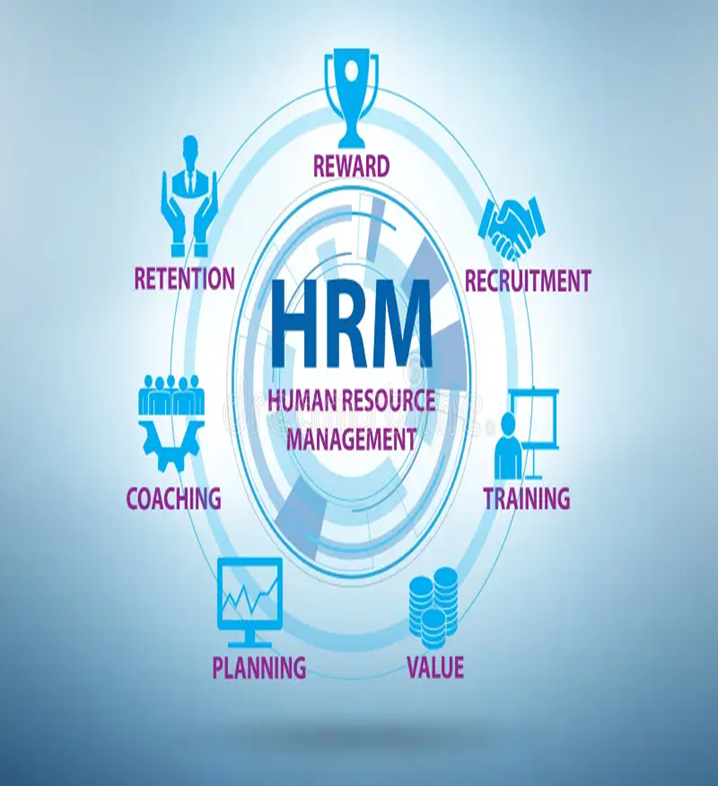 REWARD
RETENTION
RECRUITMENT
HRM
HUMAN RESOURCE
MANAGEMENT
COACHING
TRAINING
PLANNING
VALUE